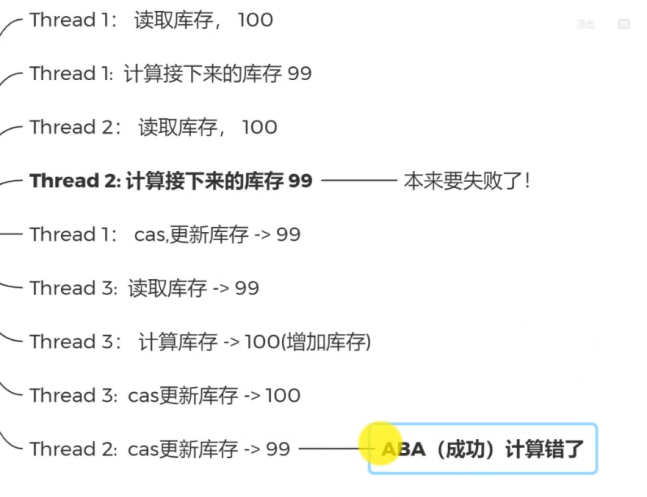 Thread 1： 读取库存， 100
退出
Thread 1: 计算接下来的库存 99
Thread 2： 读取库存， 100
Thread 2: 计算接下来的库存 99 本来要失败了！
Thread 1： cas,更新库存 -> 99
Thread 3: 读取库存 -> 99
Thread 3： 计算库存 -> 100(增加库存)
Thread 3: cas更新库存 -> 100
Thread 2: cas更新库存 -> 99 ABA（成功）计算错了